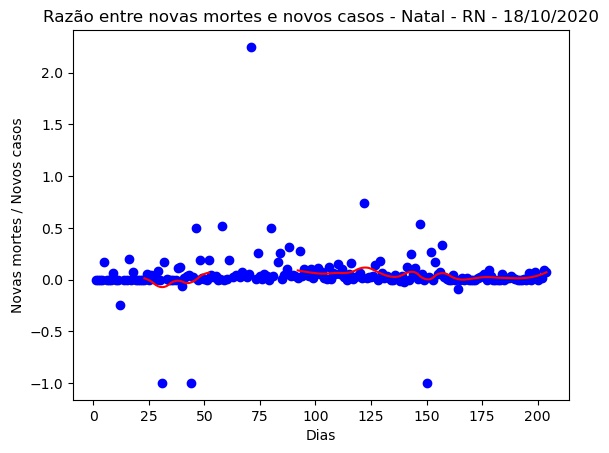 Razão entre novas mortes e novos casos - Natal - RN - 18/10/2020
2.0
1.5
1.0
0.5
0.0
−0.5
−1.0
Novas mortes / Novos casos
0 25 50 75 100 125 150 175 200
Dias